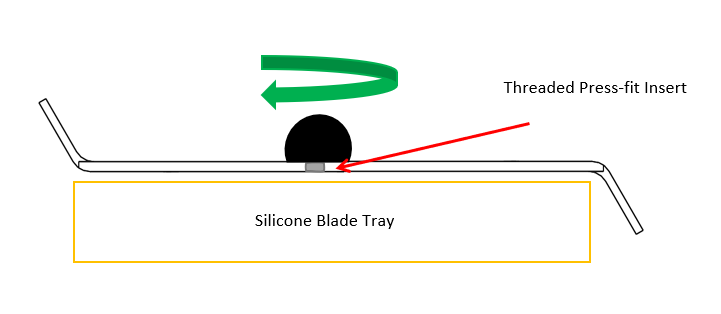 Threaded Press-fit Insert
Silicone Blade Tray